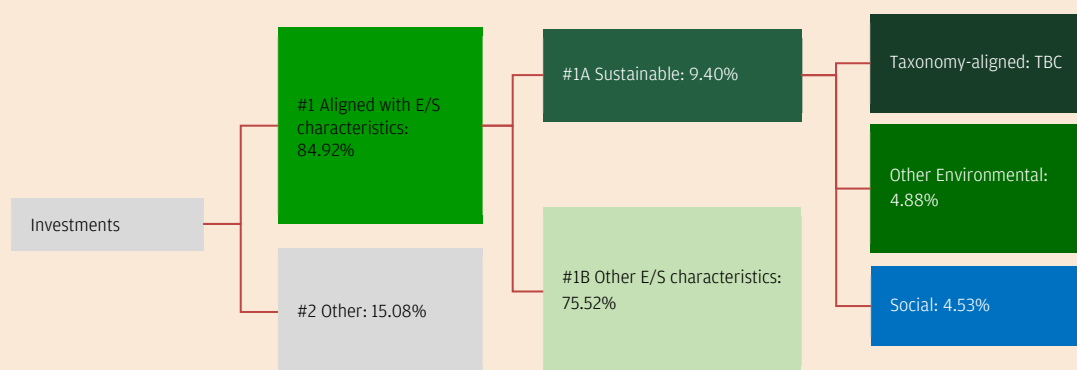 Investments
#1 Aligned with E/S
characteristics:
84.92%
#2 Other: 15.08%
#1A Sustainable: 9.40%
#1B Other E/S characteristics:
75.52%
Taxonomy-aligned: TBC
Other Environmental:
4.88%
Social: 4.53%